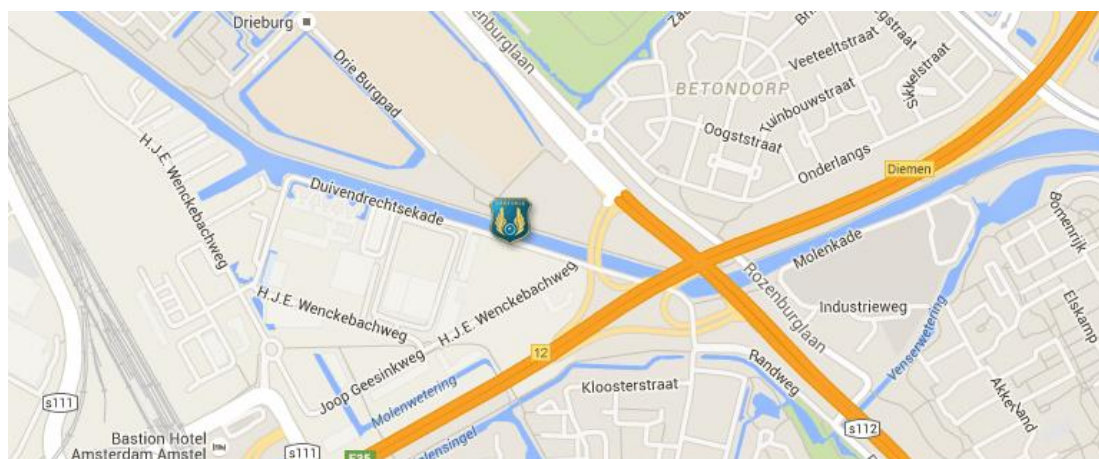 Drieburg
Drie Burgpad
Rozenburglaan
BETONDORP
Veeteeltstraat
Tuinbouwstraat
Sikkelstraat
Oogststraat
Onderlangs
Diemen
H.J.E. Wenckebachweg
Duivendrechtsekade
H.J.E. Wenckebachweg
H.J.E. Wenckebachweg
Joop Geesinkweg
Molenwetering
12
Rozenburglaan
Molenkade
Industrieweg
Venserwetering
Bomenrijk
Elskamp
Akkerland
Kloosterstraat
Randweg
s111
s111
s112
E35
Bastion Hotel
Amsterdam Amstel